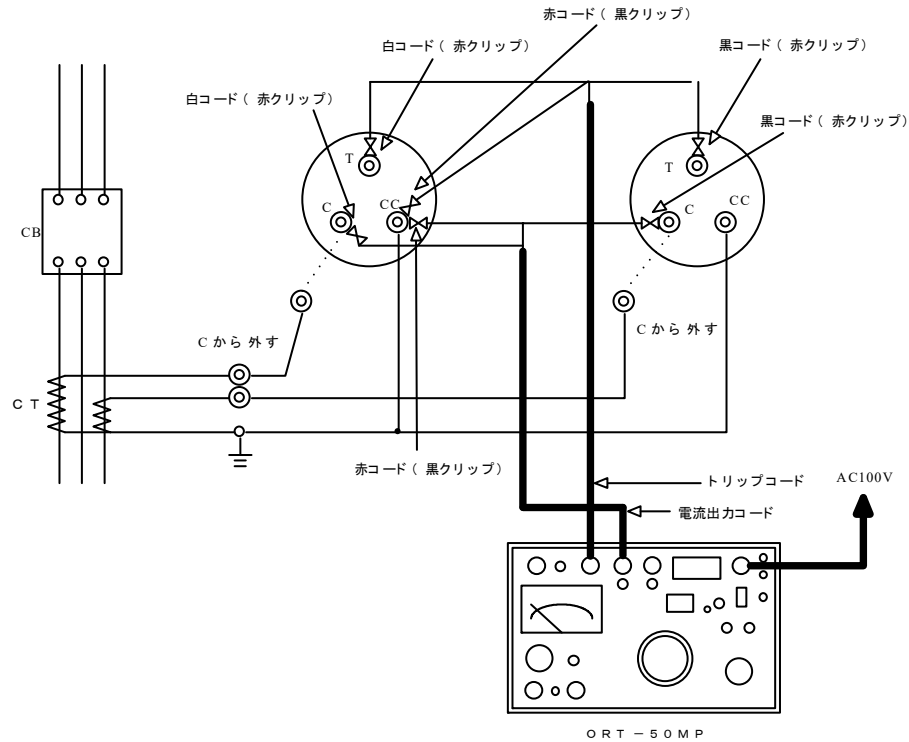 赤コード( 黒クリップ)
白コード( 赤クリップ)
黒コード( 赤クリップ)
白コード( 赤クリップ)
黒コード( 赤クリップ)
T
T
C
CC
C
CC
CB
Cから外す
Cから外す
CT
赤コード( 黒クリップ)
トリップコード
AC100V
電流出力コード
ORT-50MP